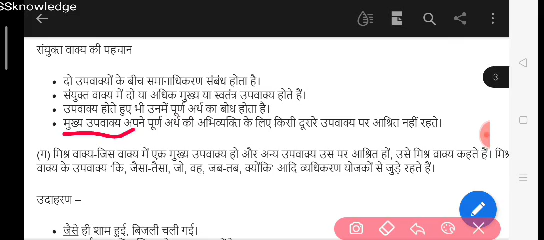 SSknowledge
संयुक्त वाक्य की पहचान
3
• दो उपवाक्यों के बीच समानाधिकरण संबंध होता है।
• संयुक्त वाक्य में दो या अधिक मुख्य या स्वतंत्र उपवाक्य होते हैं।
• उपवाक्य होते हुए भी उनमें पूर्ण अर्थ का बोध होता है।
• मुख्य उपवाक्य अपने पूर्ण अर्थ की अभिव्यक्ति के लिए किसी दूसरे उपवाक्य पर आश्रित नहीं रहते।
(ग) मिश्र वाक्य-जिस वाक्य में एक मुख्य उपवाक्य हो और अन्य उपवाक्य उस पर आश्रित हों, उसे मिश्र वाक्य कहते हैं। मिश्र
वाक्य के उपवाक्य ‘कि, जैसा-तैसा, जो, वह, जब-तब, क्योंकि’ आदि व्यधिकरण योजकों से जुड़े रहते हैं।
उदाहरण –
• जैसे ही शाम हुई, बिजली चली गई।